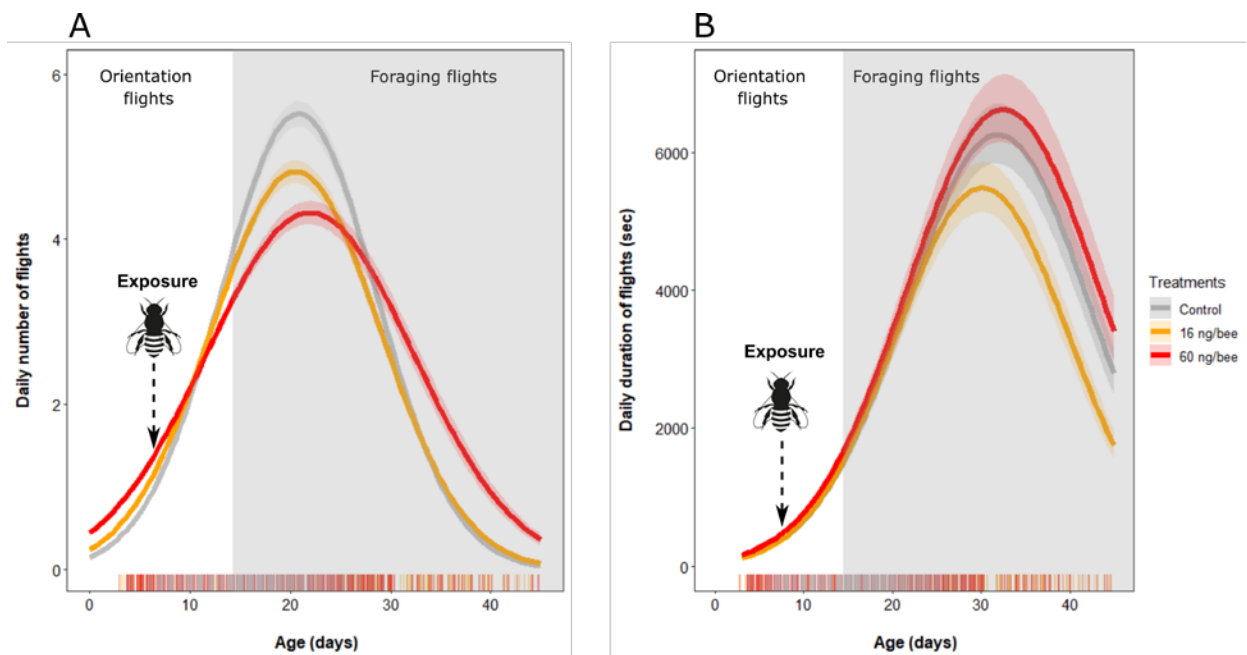 A
Orientation
flights
Foraging flights
Exposure
Daily number of flights
6
4
2
0
0
10
20
30
40
Age (days)
B
Orientation
flights
Foraging flights
Exposure
Daily duration of flights (sec)
6000
4000
2000
0
0
10
20
30
40
Age (days)
Treatments
Control
16 ng/bee
60 ng/bee